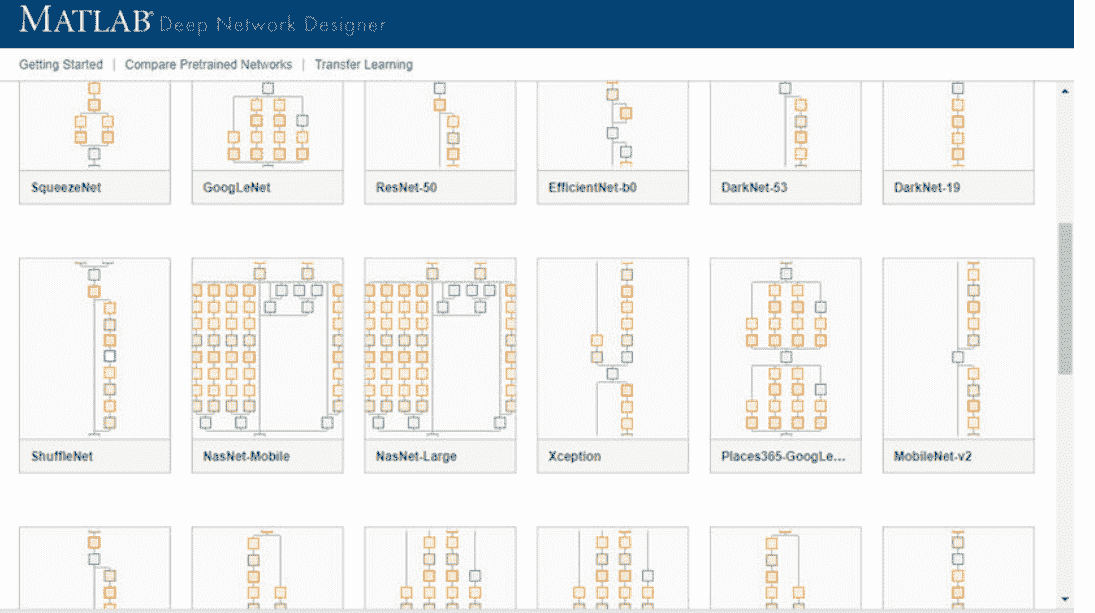 MATLAB® Deep Network Designer
Getting Started | Compare Pretrained Networks | Transfer Learning
SqueezeNet GoogLeNet ResNet-50 EfficientNet-b0 DarkNet-53 DarkNet-19
ShuffleNet NasNet-Mobile NasNet-Large Xception Places365-GoogLe... MobileNet-v2